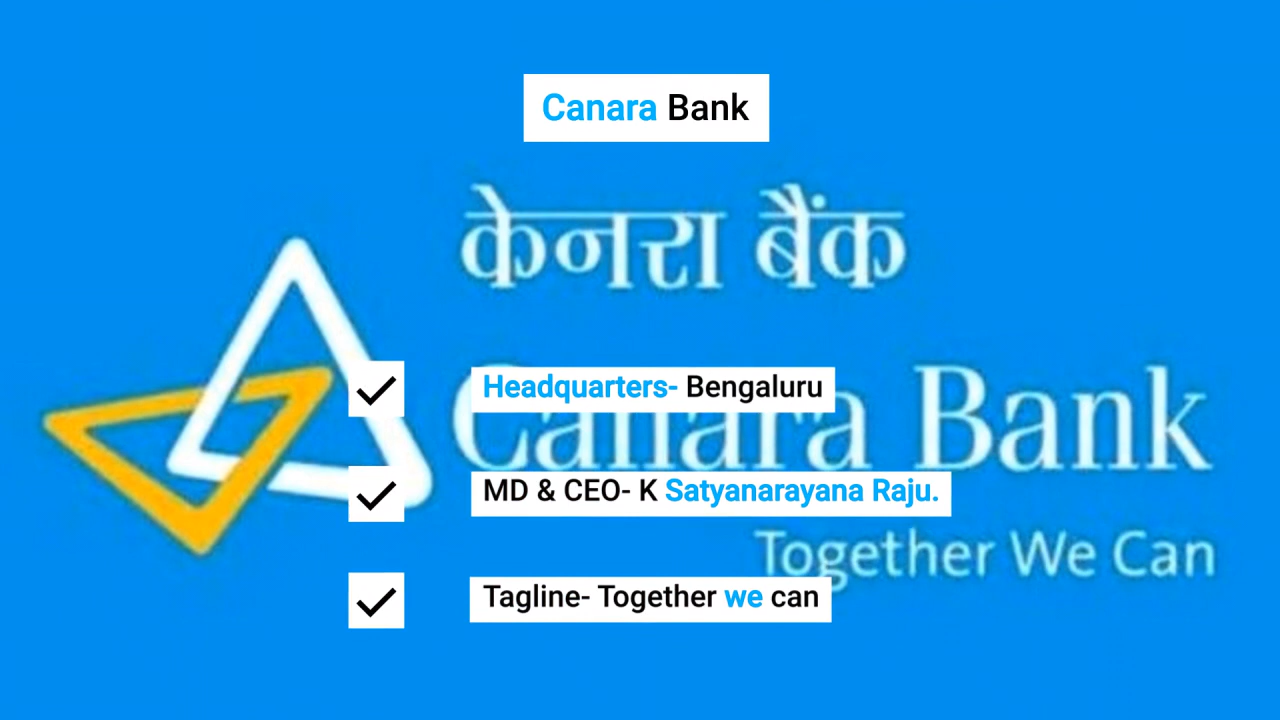 Canara Bank
केनरा बैंक
Canara Bank
Headquarters- Bengaluru
MD & CEO- K Satyanarayana Raju.
Together We Can
Tagline- Together we can